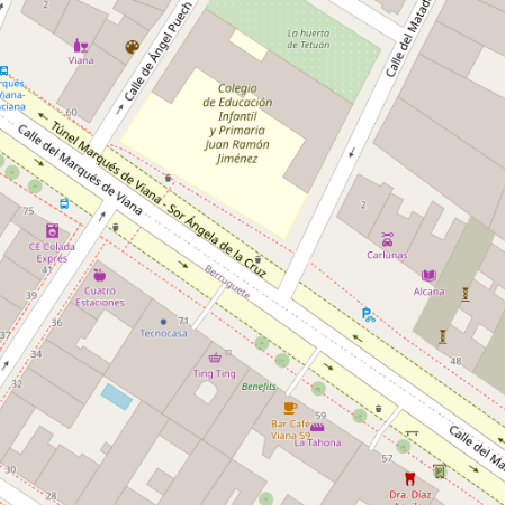 2
La huerta
de Tetuán
Viana
Calle de Ángel Puech
Calle del Matad
rqués
Viana-
ciana
Colegio
de Educación
Infantil
y Primaria
Juan Ramón
Jiménez
60
Túnel Marqués de Viana - Sor Ángela de la Cruz
Calle del Marqués de Viana
2
75
CE Colada
Exprés
Carlunas
41
Berruguete
Cuatro
Estaciones
Alcana
39
36
71
Tecnocasa
37
34
48
Ting Ting
32
Benefits
59
Bar Café
Viana 59
La Tahona
Calle del Ma
57
30
28
Dra. Díaz